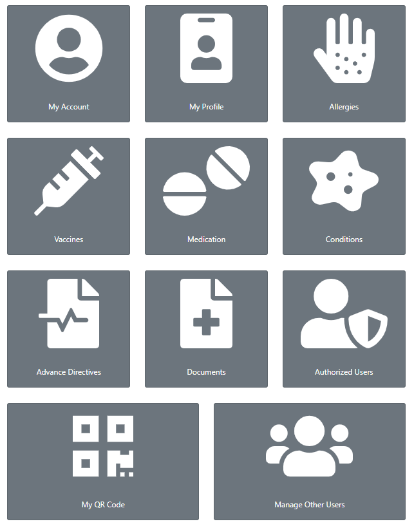 My Account
My Profile
Allergies
Vaccines
Medication
Conditions
Advance Directives
Documents
Authorized Users
My QR Code
Manage Other Users